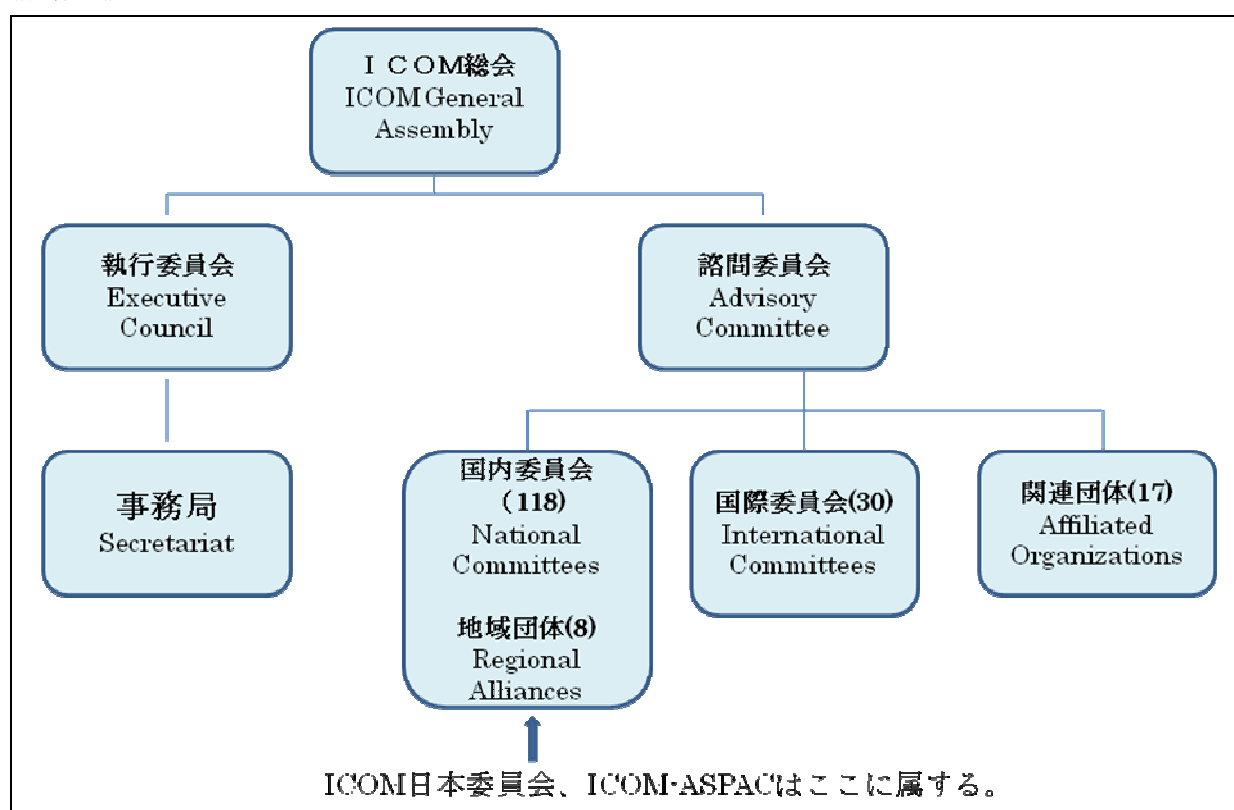 ＩＣＯＭ総会
ICOM General
Assembly
執行委員会
Executive
Council
諮問委員会
Advisory
Committee
事務局
Secretariat
国内委員会
（118)
National
Committees
地域団体(8)
Regional
Alliances
国際委員会(30)
International
Committees
関連団体(17)
Affiliated
Organizations
ICOM日本委員会、ICOM-ASPACはここに属する。